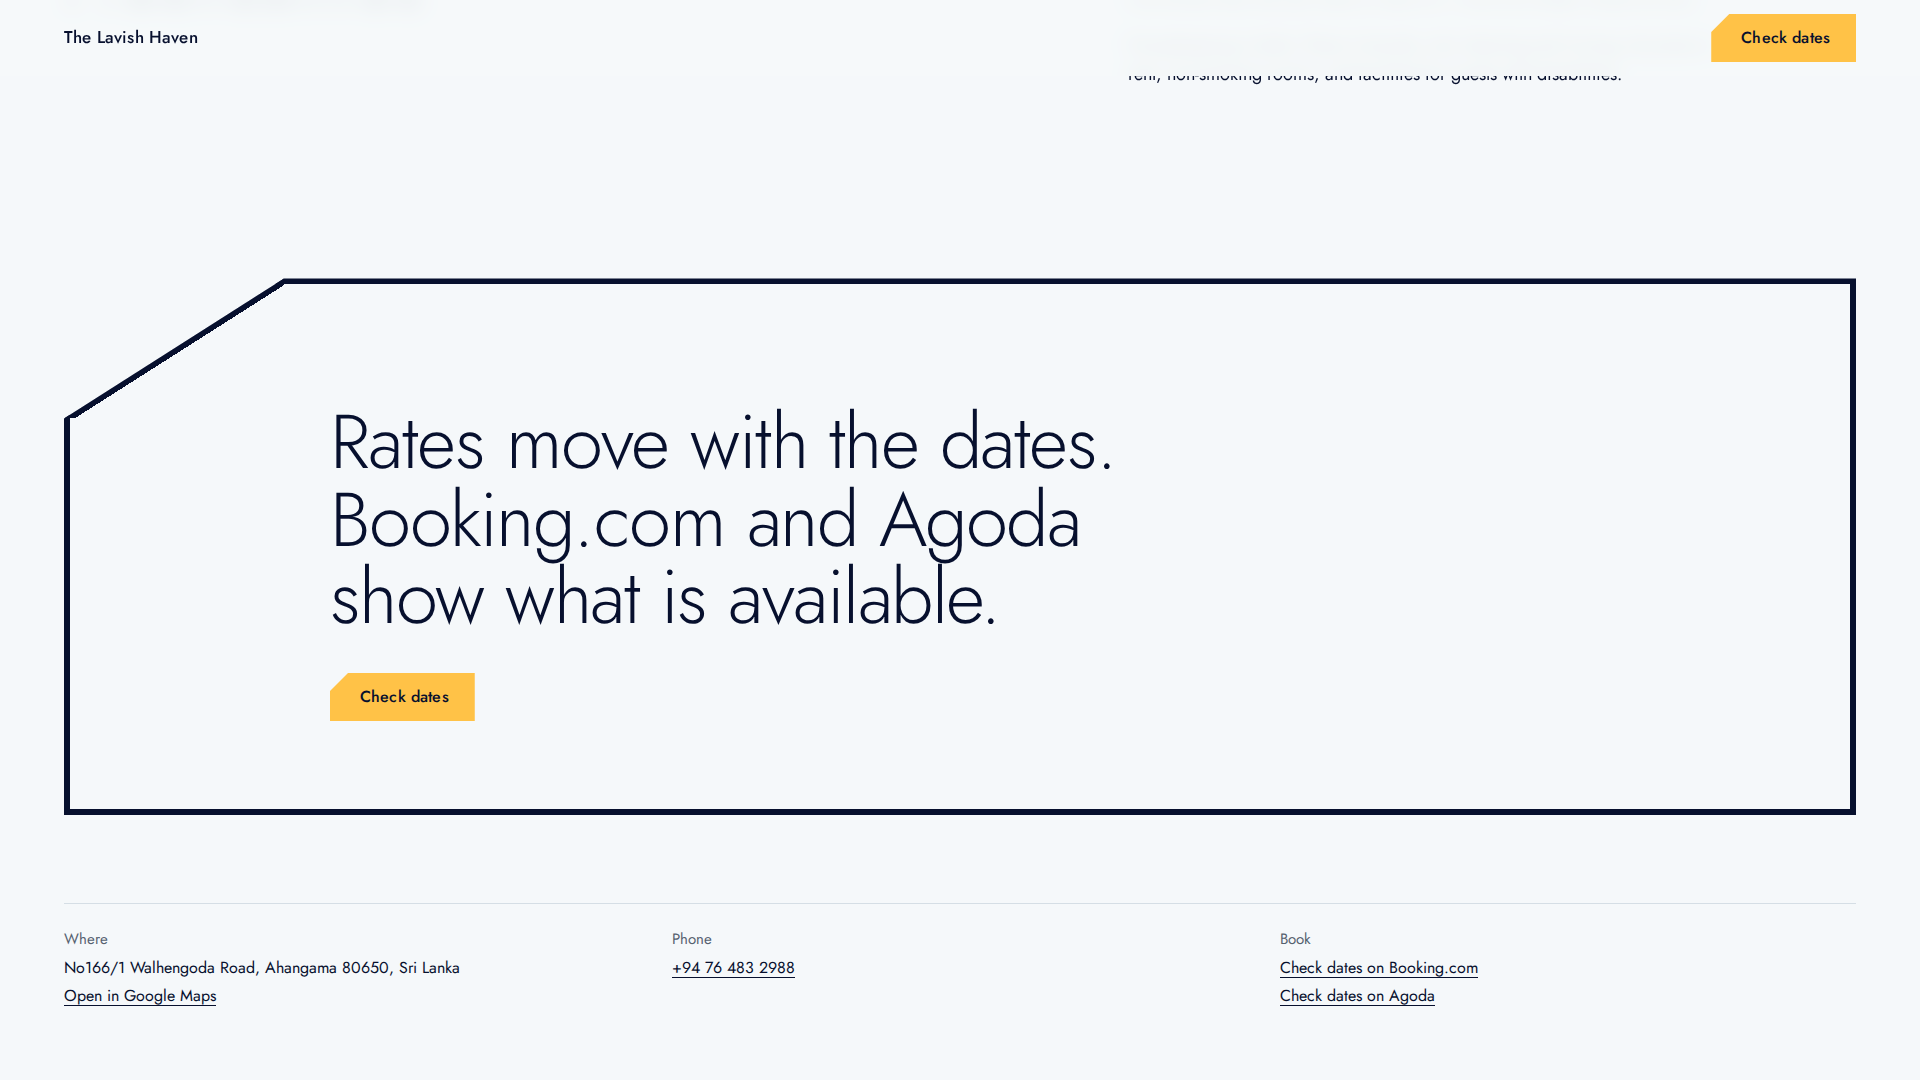 The Lavish Haven
Check dates
rent, non-smoking rooms, and facilities for guests with disabilities.
Rates move with the dates.
Booking.com and Agoda
show what is available.
Check dates
Where
No166/1 Walhengoda Road, Ahangama 80650, Sri Lanka
Open in Google Maps
Phone
+94 76 483 2988
Book
Check dates on Booking.com
Check dates on Agoda